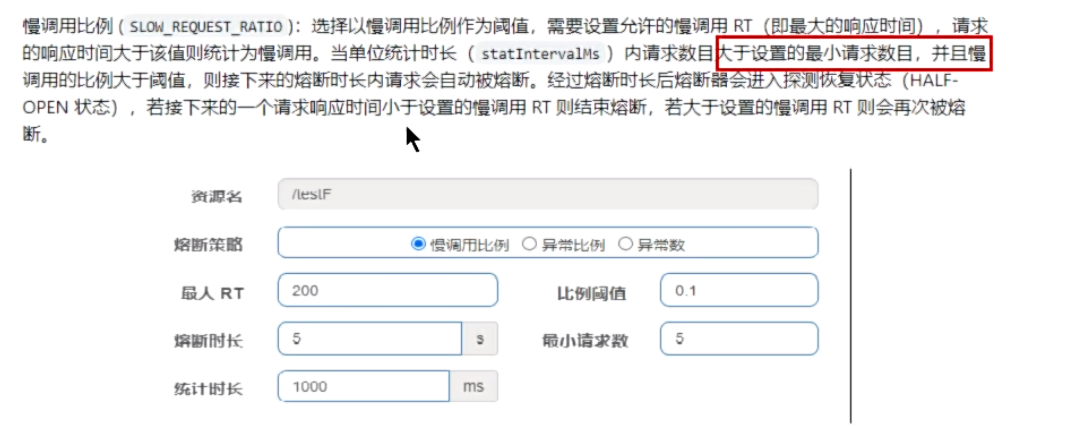 慢调用比例 ( SLOW_REQUEST_RATIO ): 选择以慢调用比例作为阈值，需要设置允许的慢调用 RT（即最大的响应时间），请求
的响应时间大于该值则统计为慢调用。当单位统计时长（ statIntervalMs ）内请求数目大于设置的最小请求数目，并且慢
调用的比例大于阈值，则接下来的熔断时长内请求会自动被熔断。经过熔断时长后熔断器会进入探测恢复状态（HALF-
OPEN 状态），若接下来的一个请求响应时间小于设置的慢调用 RT 则结束熔断，若大于设置的慢调用 RT 则会再次被熔
断。
资源名 /testF
熔断策略 慢调用比例 异常比例 异常数
最大 RT 200 比例阈值 0.1
熔断时长 5 s 最小请求数 5
统计时长 1000 ms